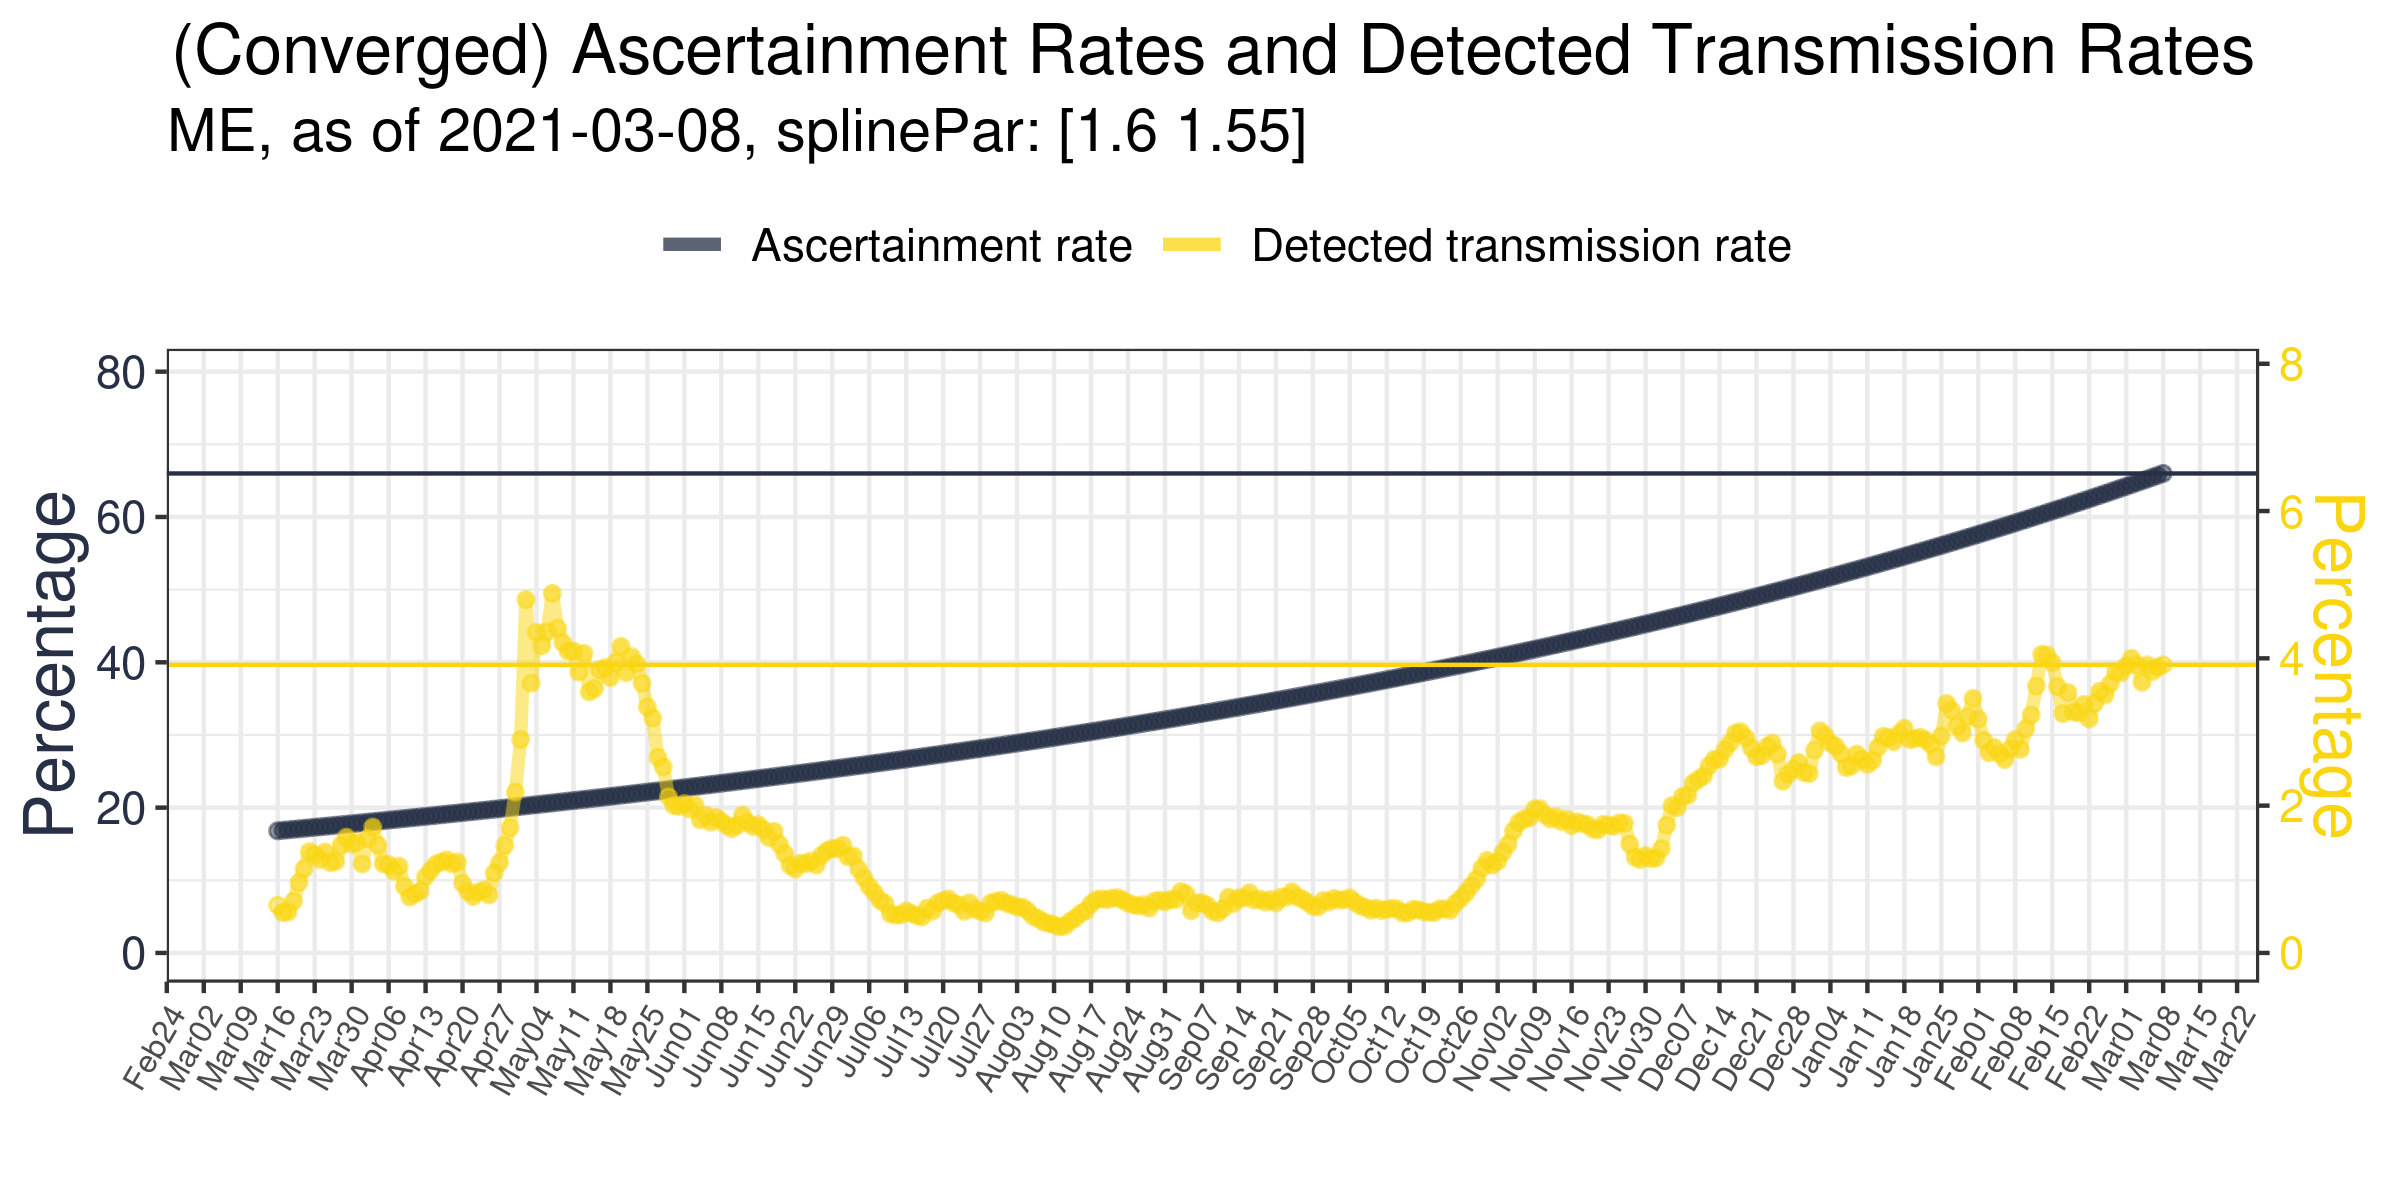 (Converged) Ascertainment Rates and Detected Transmission Rates
ME, as of 2021-03-08, splinePar: [1.6 1.55]
Ascertainment rate Detected transmission rate
80
60
40
20
0
Percentage
8
6
4
2
0
Percentage
Feb24 Mar02 Mar09 Mar16 Mar23 Mar30 Apr06 Apr13 Apr20 Apr27 May04 May11 May18 May25 Jun01 Jun08 Jun15 Jun22 Jun29 Jul06 Jul13 Jul20 Jul27 Aug03 Aug10 Aug17 Aug24 Aug31 Sep07 Sep14 Sep21 Sep28 Oct05 Oct12 Oct19 Oct26 Nov02 Nov09 Nov16 Nov23 Nov30 Dec07 Dec14 Dec21 Dec28 Jan04 Jan11 Jan18 Jan25 Feb01 Feb08 Feb15 Feb22 Mar01 Mar08 Mar15 Mar22